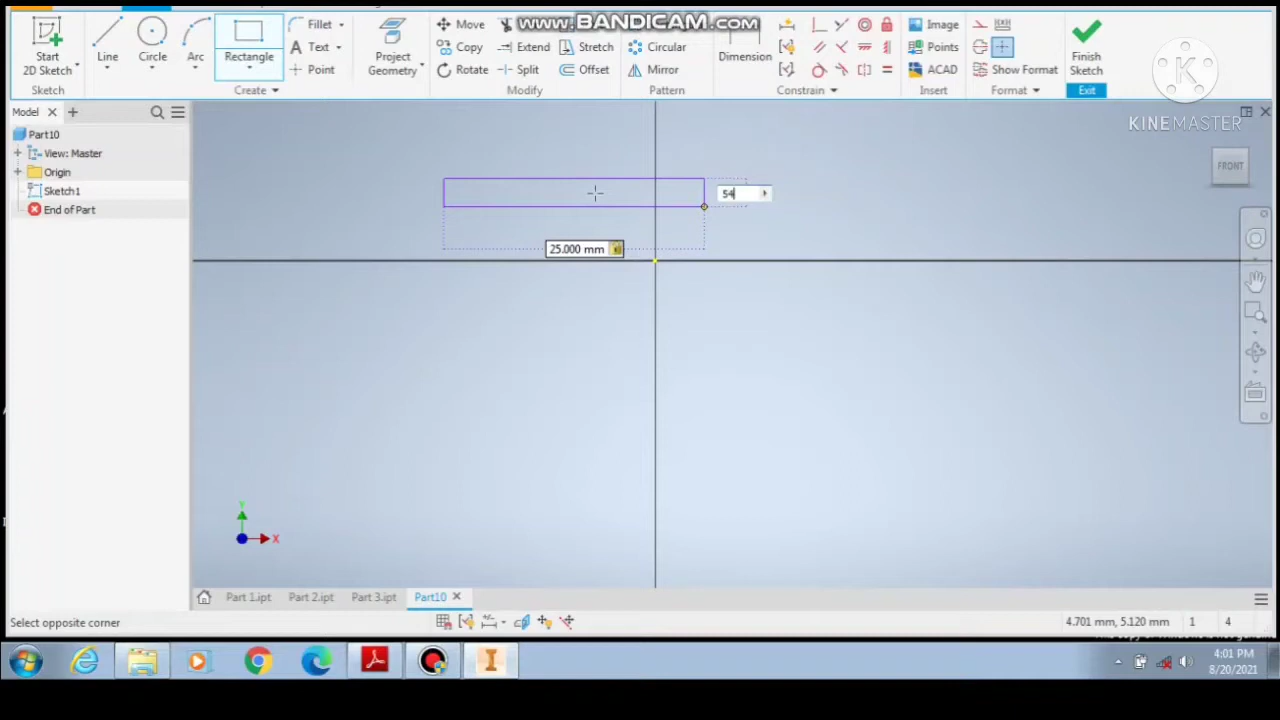 www.BANDICAM.com
Start
2D Sketch
Sketch
Line
Circle
Arc
Rectangle
Fillet
Text
Point
Create
Project
Geometry
Move
Copy
Rotate
Extend
Split
Stretch
Offset
Modify
Circular
Mirror
Pattern
Dimension
Constrain
Image
Points
ACAD
Insert
Show Format
Format
Finish
Sketch
Exit
K
KINEMASTER
Model
Part10
View: Master
Origin
Sketch1
End of Part
FRONT
54
25.000 mm
Y
X
Part 1.ipt
Part 2.ipt
Part 3.ipt
Part10
Select opposite corner
4.701 mm, 5.120 mm
1
4
4:01 PM
8/20/2021